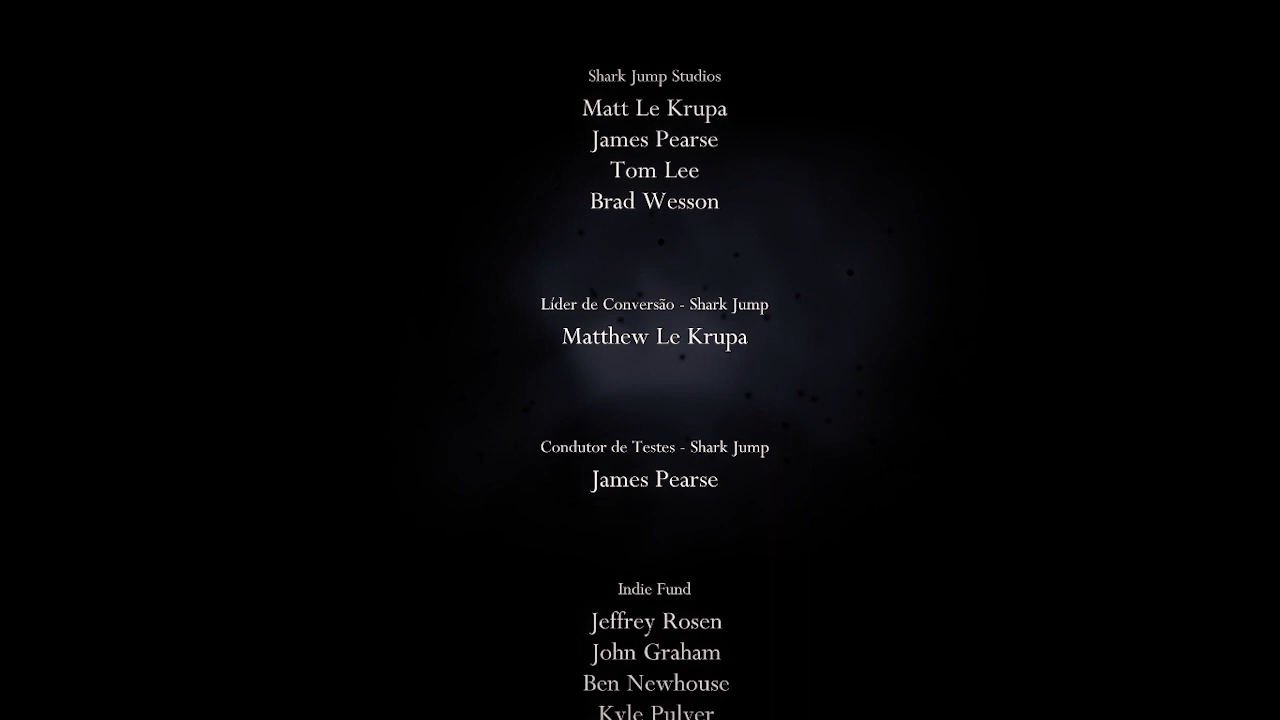 Shark Jump Studios
Matt Le Krupa
James Pearse
Tom Lee
Brad Wesson
Líder de Conversão - Shark Jump
Matthew Le Krupa
Condutor de Testes - Shark Jump
James Pearse
Indie Fund
Jeffrey Rosen
John Graham
Ben Newhouse
Kyle Pulver